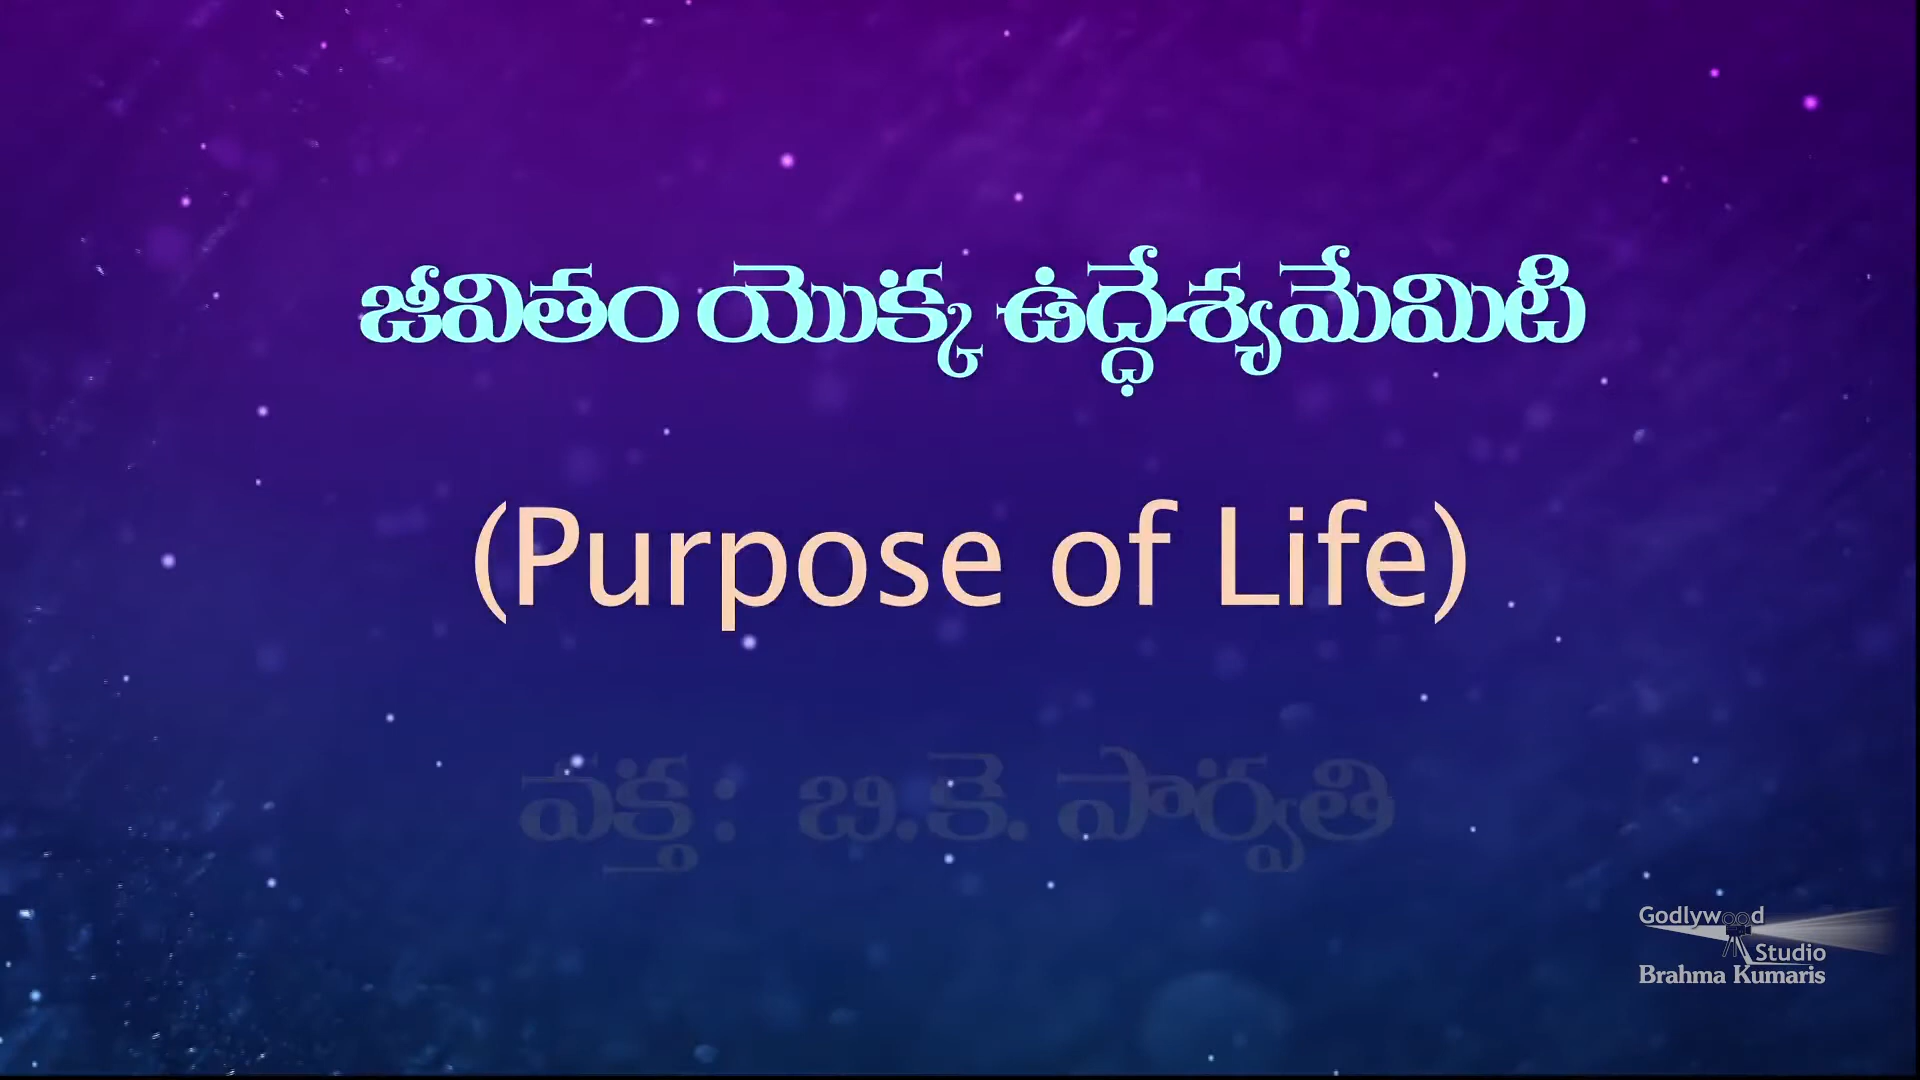 జీవితం యొక్క ఉద్ధేశ్యమేమిటి
(Purpose of Life)
వక్త: బి.కె. పార్వతి
Godlywood
Studio
Brahma Kumaris